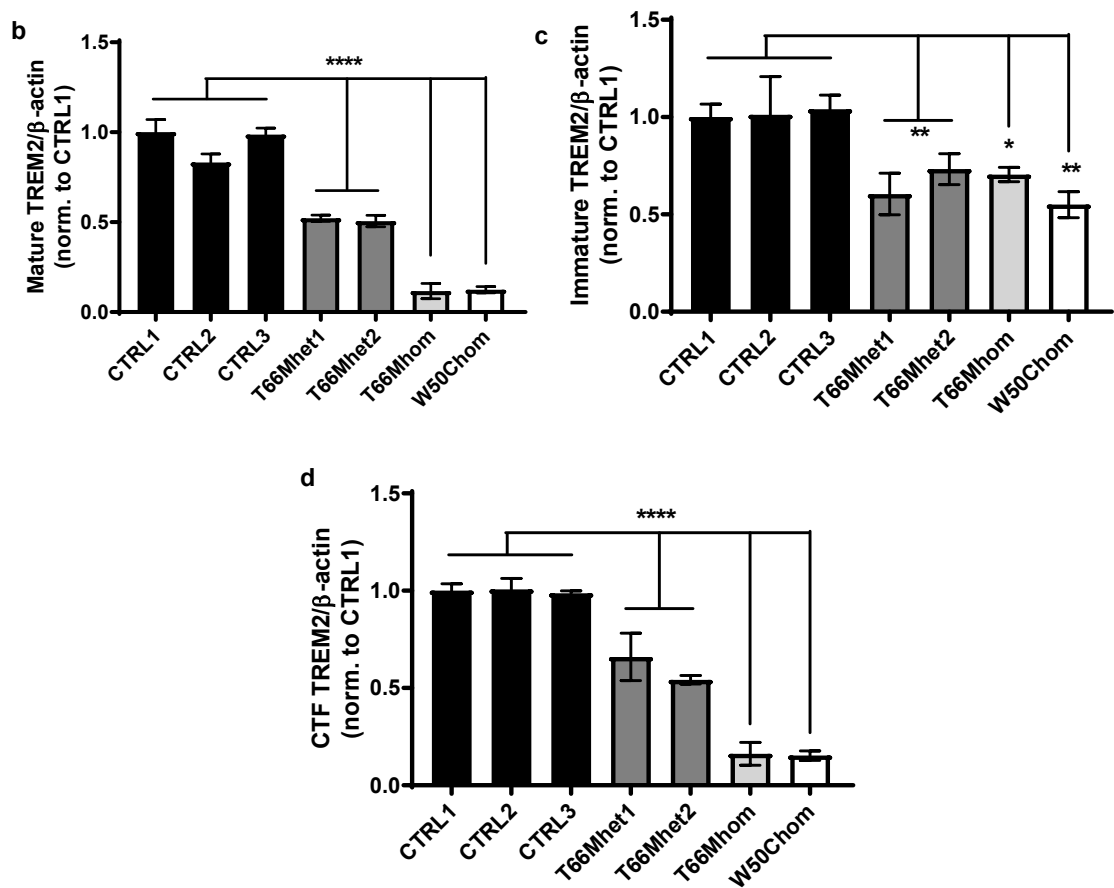 b
Mature TREM2/β-actin
(norm. to CTRL1)
1.5
1.0
0.5
0.0
****
CTRL1
CTRL2
CTRL3
T66Mhet1
T66Mhet2
T66Mhom
W50Chom
c
Immature TREM2/β-actin
(norm. to CTRL1)
1.5
1.0
0.5
0.0
**
*
**
CTRL1
CTRL2
CTRL3
T66Mhet1
T66Mhet2
T66Mhom
W50Chom
d
CTF TREM2/β-actin
(norm. to CTRL1)
1.5
1.0
0.5
0.0
****
CTRL1
CTRL2
CTRL3
T66Mhet1
T66Mhet2
T66Mhom
W50Chom